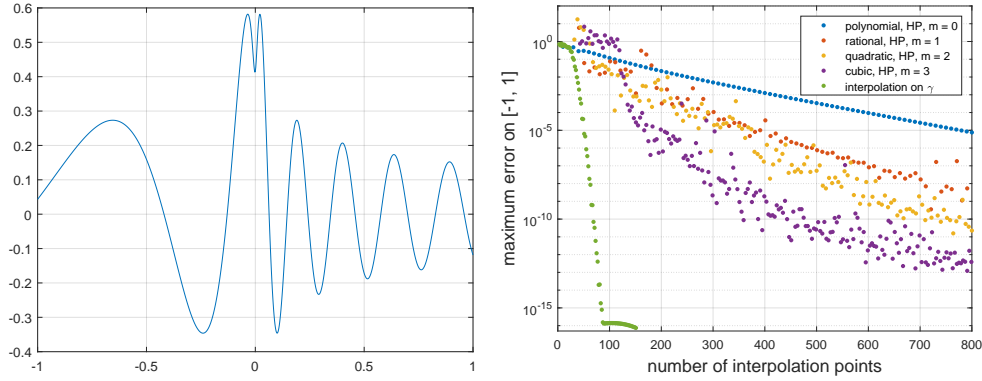 0.6
0.5
0.4
0.3
0.2
0.1
0
-0.1
-0.2
-0.3
-0.4
-1
-0.5
0
0.5
1
maximum error on [-1, 1]
10^0
10^-5
10^-10
10^-15
polynomial, HP, m = 0
rational, HP, m = 1
quadratic, HP, m = 2
cubic, HP, m = 3
interpolation on γ
0 100 200 300 400 500 600 700 800
number of interpolation points